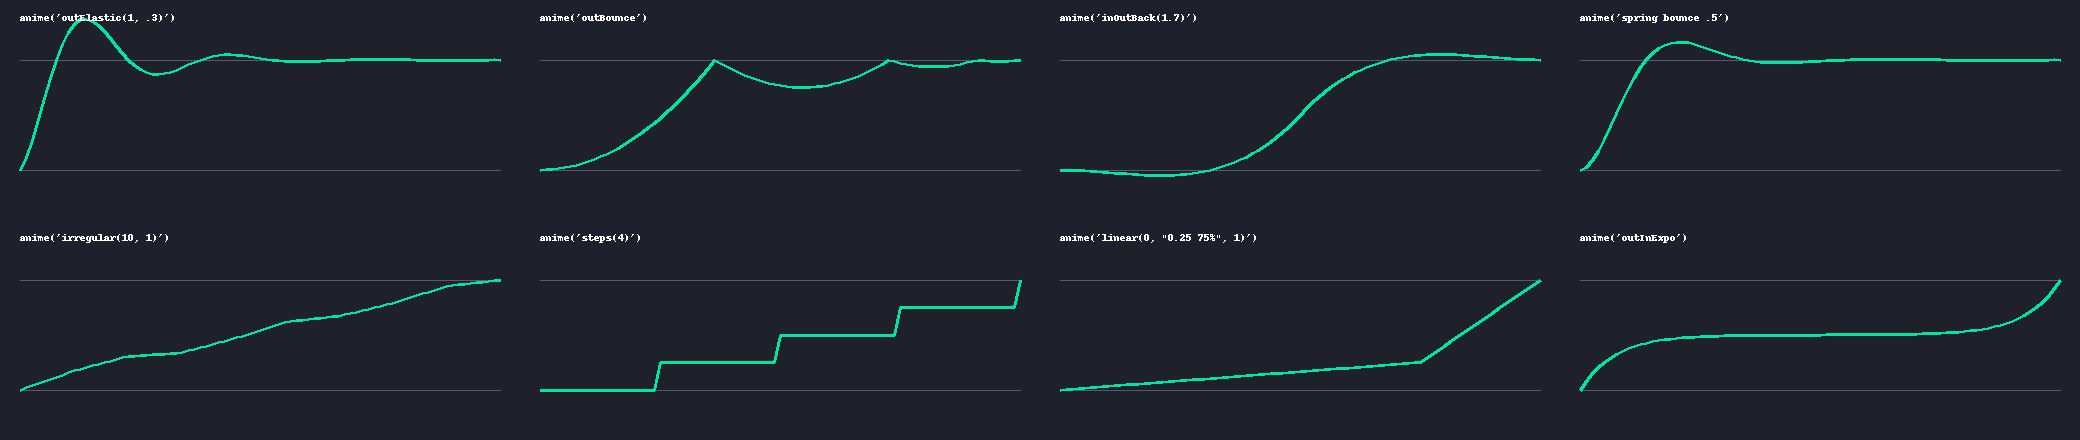 anime('outElastic(1, .3)')
anime('outBounce')
anime('inOutBack(1.7)')
anime('spring bounce .5')
anime('irregular(10, 1)')
anime('steps(4)')
anime('linear(0, "0.25 75%", 1)')
anime('outInExpo')